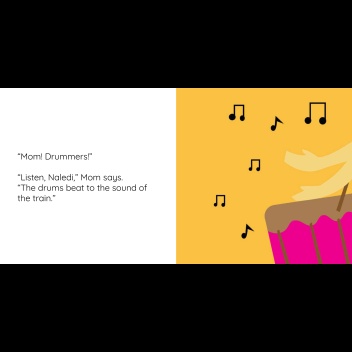 “Mom! Drummers!”
“Listen, Naledi,” Mom says.
“The drums beat to the sound of
the train.”